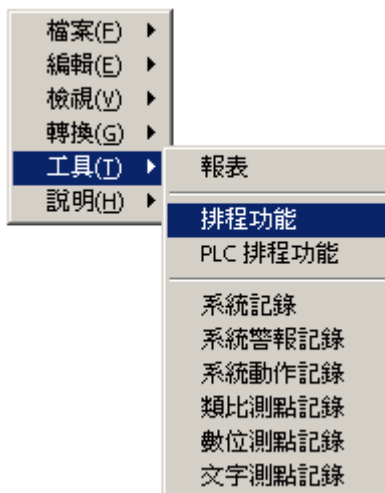 檔案(F)
編輯(E)
檢視(V)
轉換(G)
工具(T)
說明(H)
報表
排程功能
PLC 排程功能
系統記錄
系統警報記錄
系統動作記錄
類比測點記錄
數位測點記錄
文字測點記錄